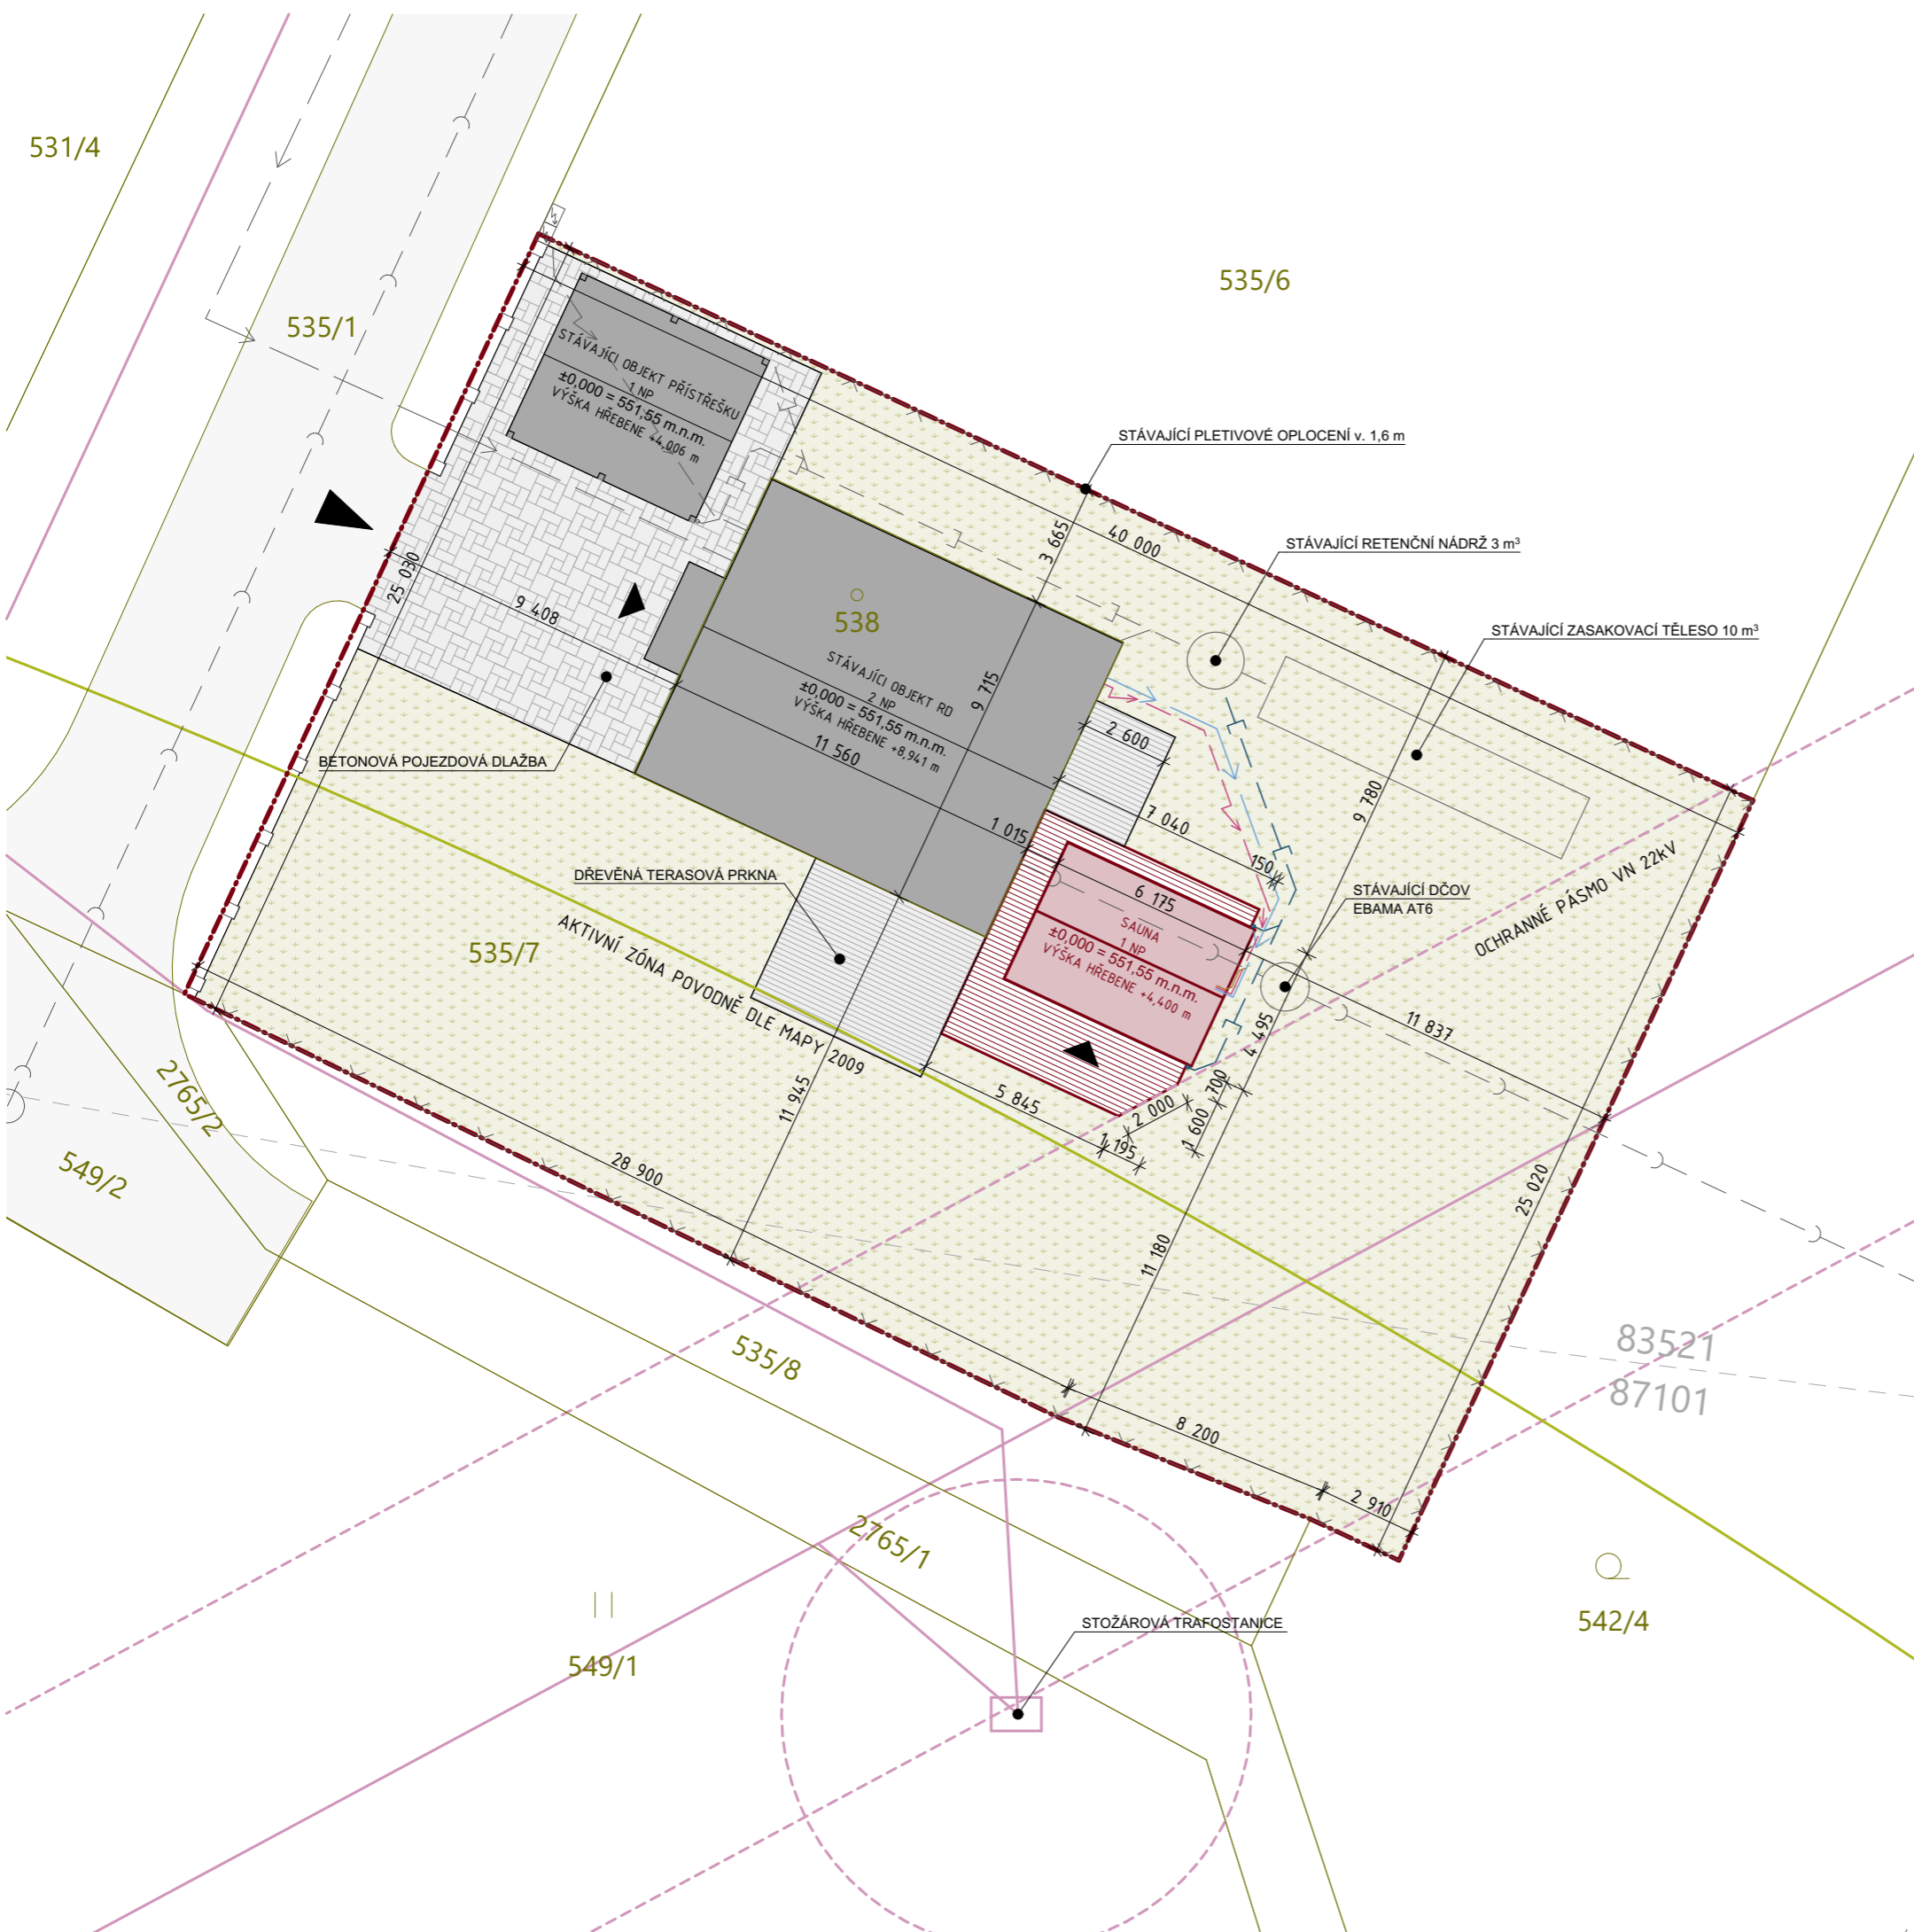 531/4
535/1
535/6
STÁVAJÍCÍ OBJEKT PŘÍSTŘEŠKU
1 NP
±0,000 = 551,55 m.n.m.
VÝŠKA HŘEBENE +4,006 m
STÁVAJÍCÍ PLETIVOVÉ OPLOCENÍ v. 1,6 m
3 665
40 000
STÁVAJÍCÍ RETENČNÍ NÁDRŽ 3 m³
25 030
9 408
538
STÁVAJÍCÍ ZASAKOVACÍ TĚLESO 10 m³
STÁVAJÍCÍ OBJEKT RD
2 NP
±0,000 = 551,55 m.n.m.
VÝŠKA HŘEBENE +8,941 m
9 715
11 560
2 600
BETONOVÁ POJEZDOVÁ DLAŽBA
9 780
7 040
1 015
150
DŘEVĚNÁ TERASOVÁ PRKNA
6 175
STÁVAJÍCÍ DČOV
EBAMA AT6
OCHRANNÉ PÁSMO VN 22kV
SAUNA
1 NP
±0,000 = 551,55 m.n.m.
VÝŠKA HŘEBENE +4,400 m
535/7
AKTIVNÍ ZÓNA POVODNĚ DLE MAPY 2009
4 495
11 837
2765/2
11 945
5 845
700
2 000
1 600
1 195
549/2
28 900
25 020
11 180
535/8
83521
87101
8 200
2 910
2765/1
STOŽÁROVÁ TRAFOSTANICE
542/4
549/1